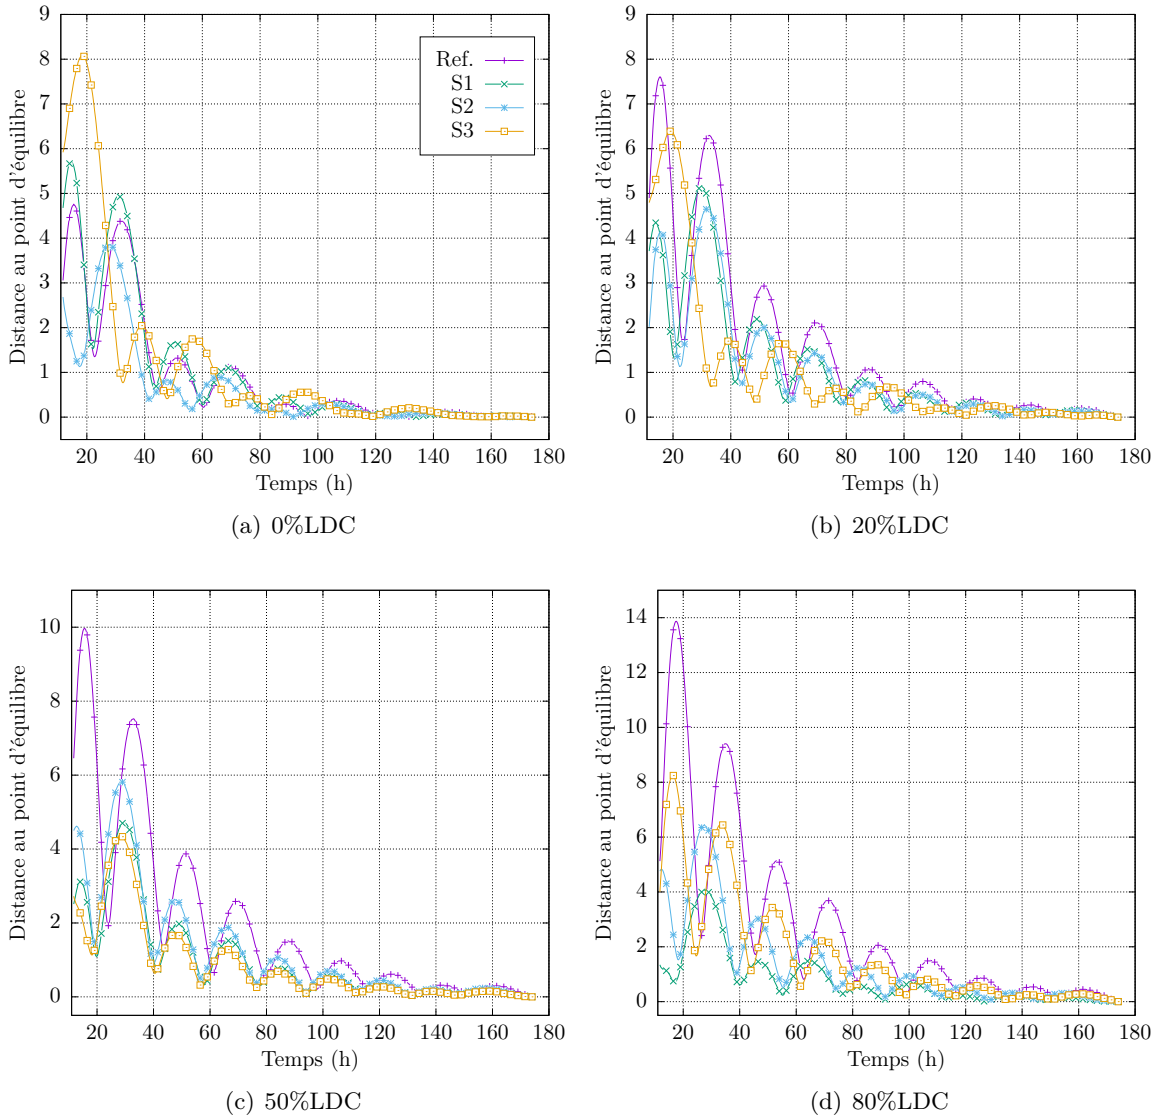 Distance au point d'équilibre
9
8
7
6
5
4
3
2
1
0
20 40 60 80 100 120 140 160 180
Temps (h)
Ref.
S1
S2
S3
(a) 0%LDC
Distance au point d'équilibre
9
8
7
6
5
4
3
2
1
0
20 40 60 80 100 120 140 160 180
Temps (h)
(b) 20%LDC
Distance au point d'équilibre
10
8
6
4
2
0
20 40 60 80 100 120 140 160 180
Temps (h)
(c) 50%LDC
Distance au point d'équilibre
14
12
10
8
6
4
2
0
20 40 60 80 100 120 140 160 180
Temps (h)
(d) 80%LDC